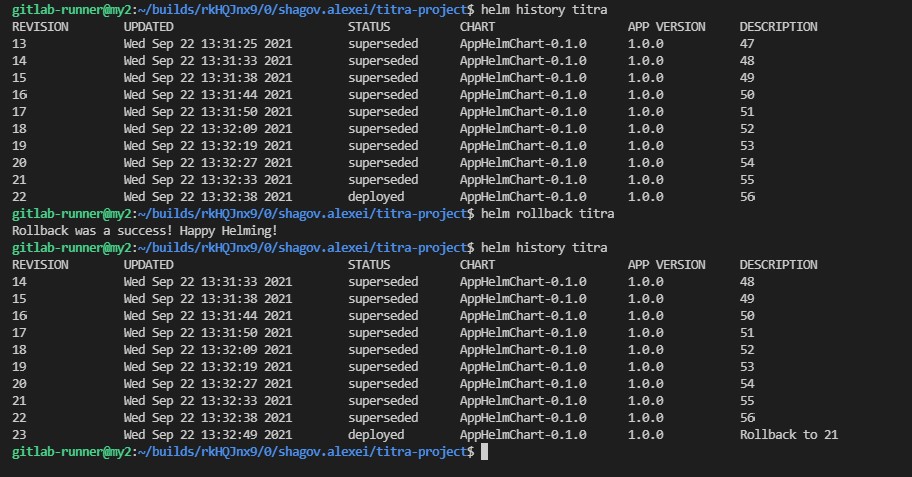 gitlab-runner@my2:~/builds/rkHQJnx9/0/shagov.alexei/titra-project$ helm history titra
REVISION UPDATED STATUS CHART APP VERSION DESCRIPTION
13 Wed Sep 22 13:31:25 2021 superseded AppHelmChart-0.1.0 1.0.0 47
14 Wed Sep 22 13:31:33 2021 superseded AppHelmChart-0.1.0 1.0.0 48
15 Wed Sep 22 13:31:38 2021 superseded AppHelmChart-0.1.0 1.0.0 49
16 Wed Sep 22 13:31:44 2021 superseded AppHelmChart-0.1.0 1.0.0 50
17 Wed Sep 22 13:31:50 2021 superseded AppHelmChart-0.1.0 1.0.0 51
18 Wed Sep 22 13:32:09 2021 superseded AppHelmChart-0.1.0 1.0.0 52
19 Wed Sep 22 13:32:19 2021 superseded AppHelmChart-0.1.0 1.0.0 53
20 Wed Sep 22 13:32:27 2021 superseded AppHelmChart-0.1.0 1.0.0 54
21 Wed Sep 22 13:32:33 2021 superseded AppHelmChart-0.1.0 1.0.0 55
22 Wed Sep 22 13:32:38 2021 deployed AppHelmChart-0.1.0 1.0.0 56
gitlab-runner@my2:~/builds/rkHQJnx9/0/shagov.alexei/titra-project$ helm rollback titra
Rollback was a success! Happy Helming!
gitlab-runner@my2:~/builds/rkHQJnx9/0/shagov.alexei/titra-project$ helm history titra
REVISION UPDATED STATUS CHART APP VERSION DESCRIPTION
14 Wed Sep 22 13:31:33 2021 superseded AppHelmChart-0.1.0 1.0.0 48
15 Wed Sep 22 13:31:38 2021 superseded AppHelmChart-0.1.0 1.0.0 49
16 Wed Sep 22 13:31:44 2021 superseded AppHelmChart-0.1.0 1.0.0 50
17 Wed Sep 22 13:31:50 2021 superseded AppHelmChart-0.1.0 1.0.0 51
18 Wed Sep 22 13:32:09 2021 superseded AppHelmChart-0.1.0 1.0.0 52
19 Wed Sep 22 13:32:19 2021 superseded AppHelmChart-0.1.0 1.0.0 53
20 Wed Sep 22 13:32:27 2021 superseded AppHelmChart-0.1.0 1.0.0 54
21 Wed Sep 22 13:32:33 2021 superseded AppHelmChart-0.1.0 1.0.0 55
22 Wed Sep 22 13:32:38 2021 superseded AppHelmChart-0.1.0 1.0.0 56
23 Wed Sep 22 13:32:49 2021 deployed AppHelmChart-0.1.0 1.0.0 Rollback to 21
gitlab-runner@my2:~/builds/rkHQJnx9/0/shagov.alexei/titra-project$